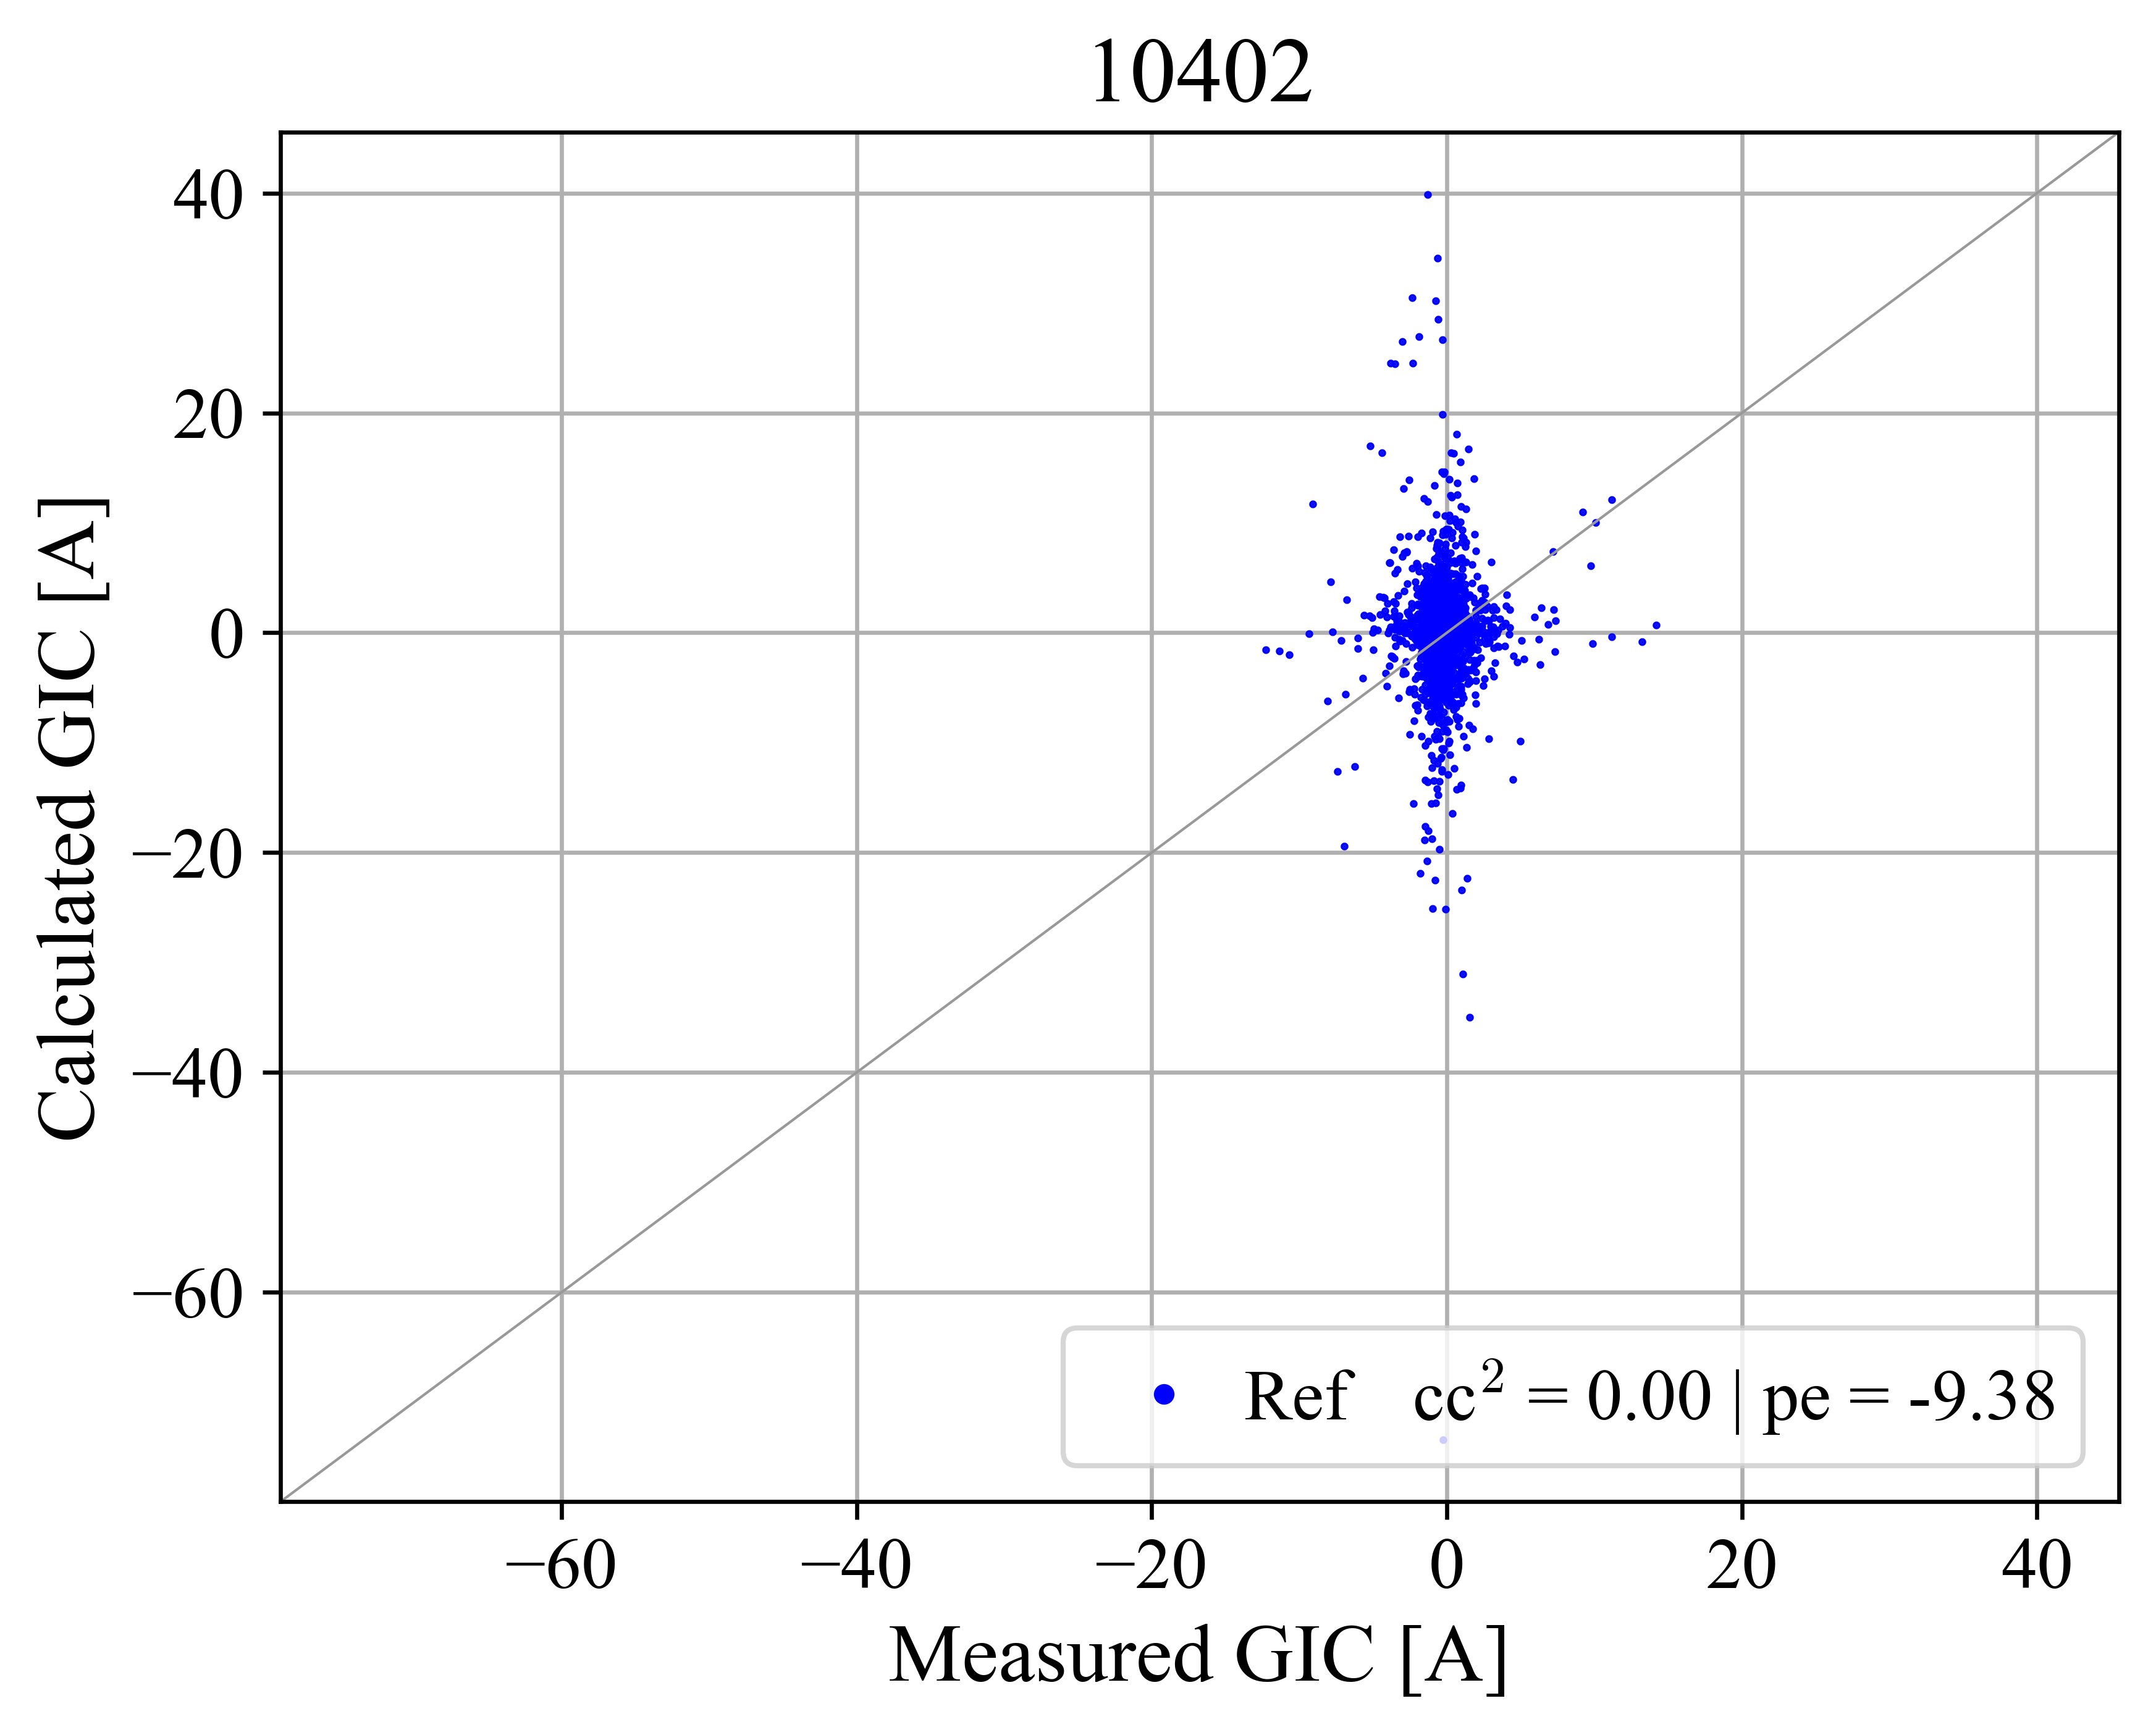 10402
40
20
0
−20
−40
−60
Calculated GIC [A]
Ref cc² = 0.00 | pe = -9.38
−60 −40 −20 0 20 40
Measured GIC [A]